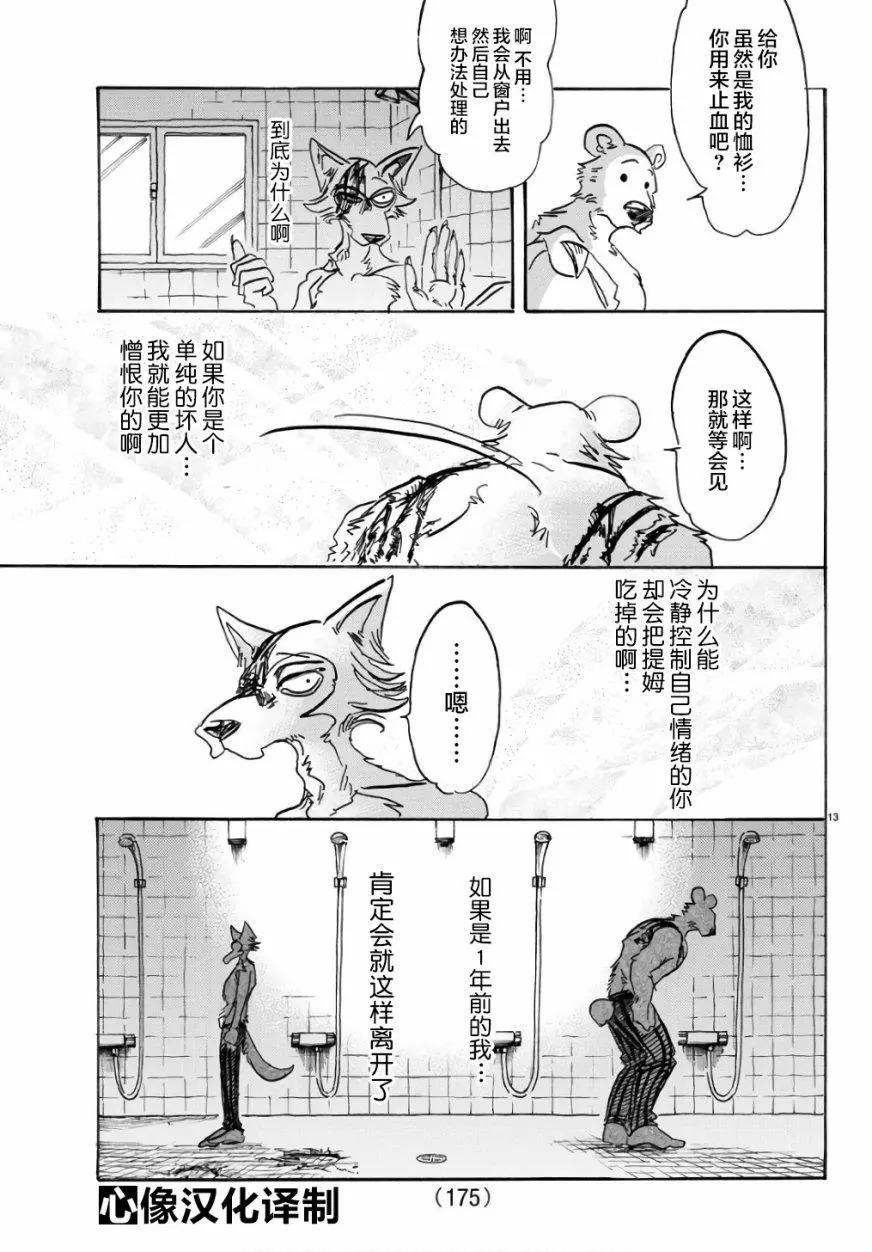 给你
虽然是我的恤衫…
你用来止血吧？
啊 不用…
我会从窗户出去
然后自己
想办法处理的
到底为什么啊
这样啊…
那就等会见
如果你是个
单纯的坏人…
我就能更加
憎恨你的啊
为什么能
冷静控制自己情绪的你
却会把提姆
吃掉的啊…
………嗯………
13
如果是1年前的我…
肯定会就这样离开了
心像汉化译制
（175）